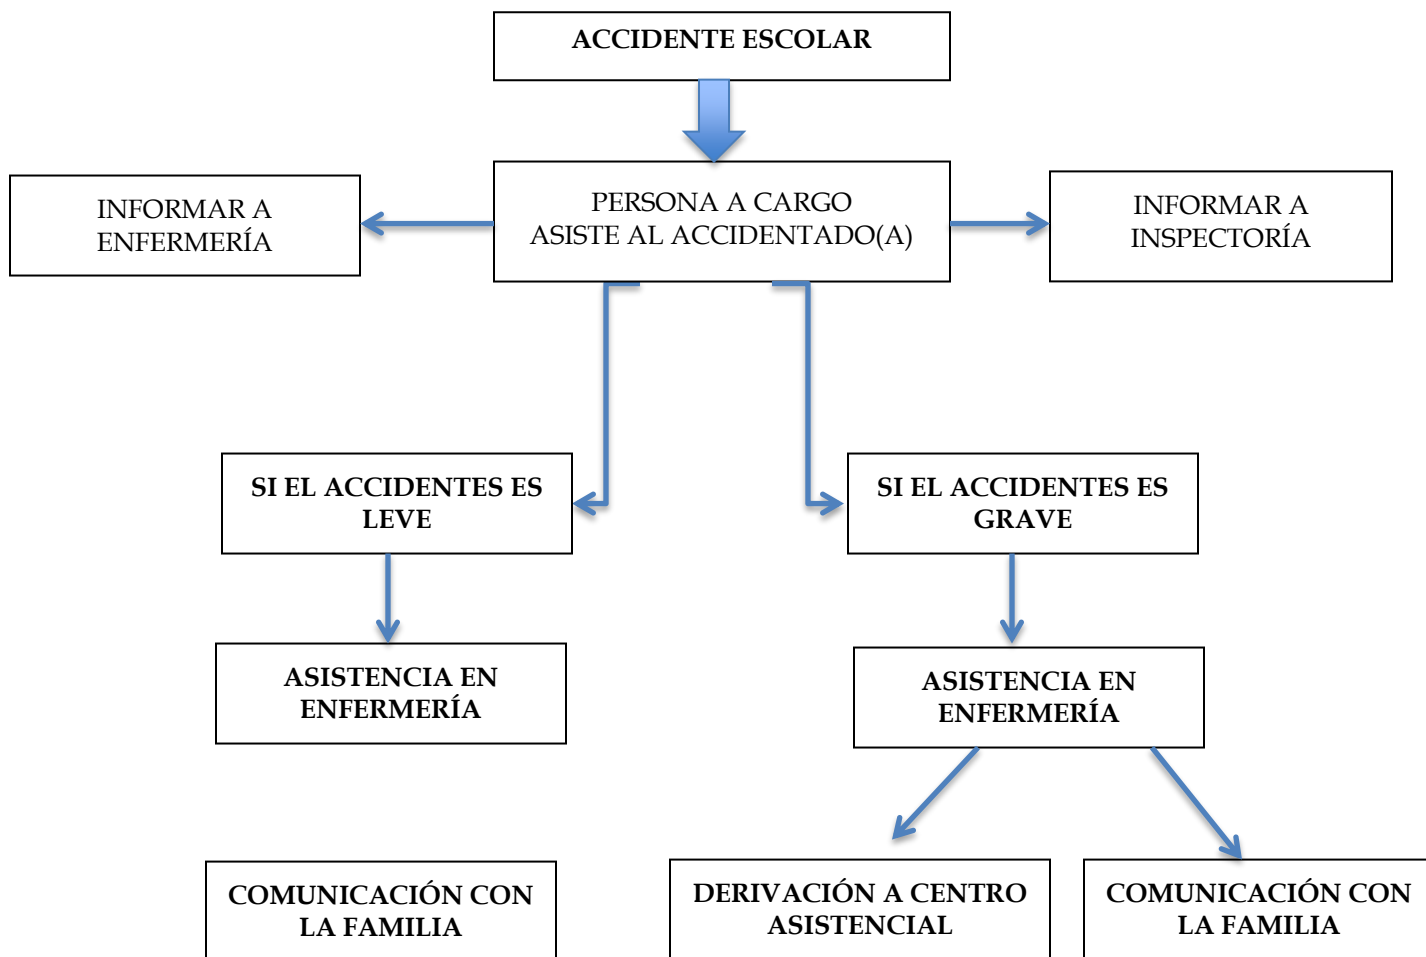 ACCIDENTE ESCOLAR
INFORMAR A
ENFERMERÍA
PERSONA A CARGO
ASISTE AL ACCIDENTADO(A)
INFORMAR A
INSPECTORÍA
SI EL ACCIDENTES ES
LEVE
SI EL ACCIDENTES ES
GRAVE
ASISTENCIA EN
ENFERMERÍA
ASISTENCIA EN
ENFERMERÍA
COMUNICACIÓN CON
LA FAMILIA
DERIVACIÓN A CENTRO
ASISTENCIAL
COMUNICACIÓN CON
LA FAMILIA